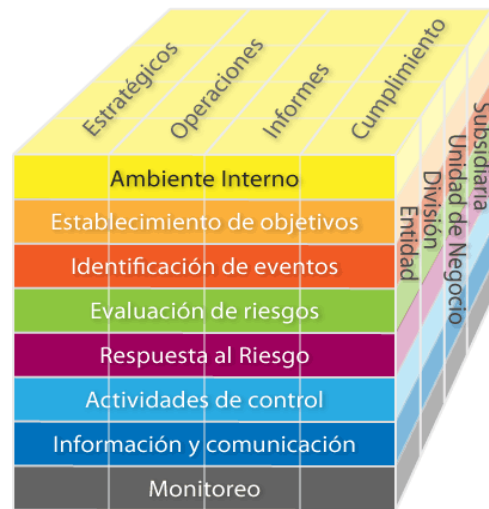 Estratégicos
Operaciones
Informes
Cumplimiento
Ambiente Interno
Establecimiento de objetivos
Identificación de eventos
Evaluación de riesgos
Respuesta al Riesgo
Actividades de control
Información y comunicación
Monitoreo
Entidad
División
Unidad de Negocio
Subsidiaria